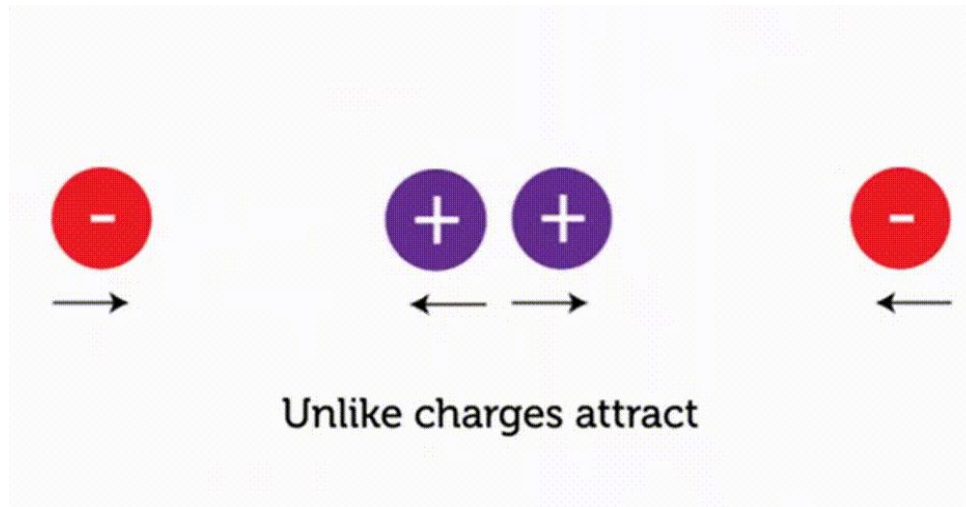 - + + -
Unlike charges attract